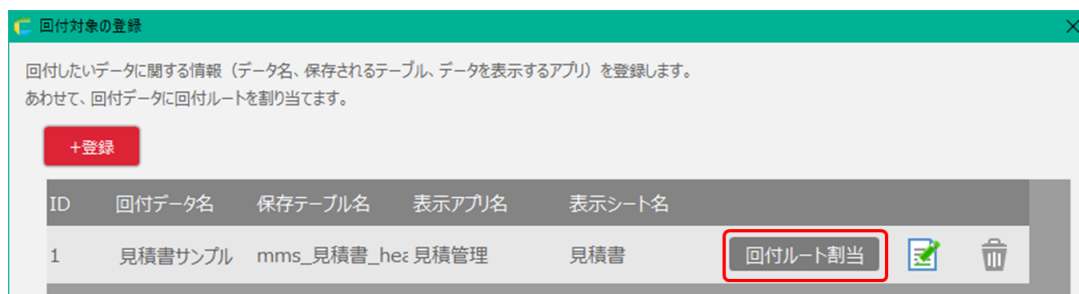 回付対象の登録
回付したいデータに関する情報（データ名、保存されるテーブル、データを表示するアプリ）を登録します。
あわせて、回付データに回付ルートを割り当てます。
+登録
ID 回付データ名 保存テーブル名 表示アプリ名 表示シート名
1 見積書サンプル mms_見積書_hea 見積管理 見積書 回付ルート割当